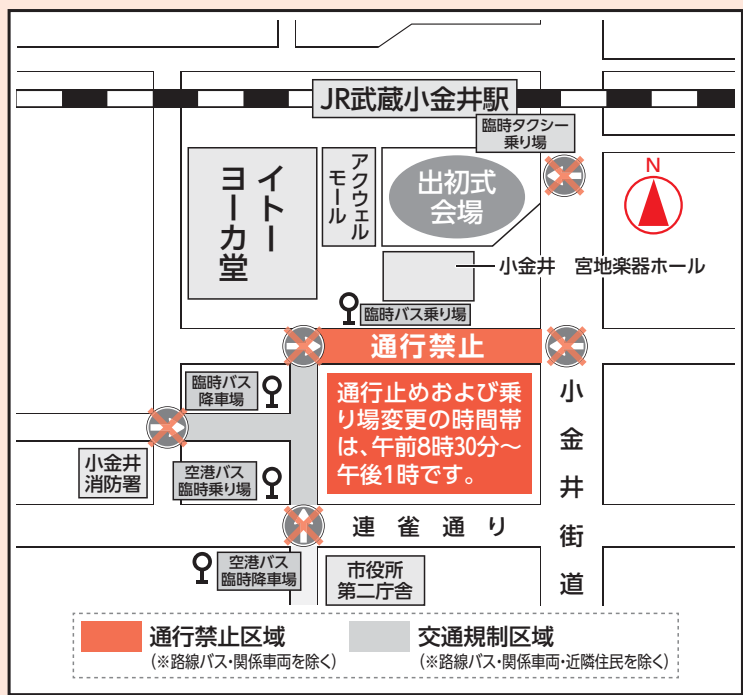 JR武蔵小金井駅
臨時タクシー
乗り場
N
イトー
ヨーカ堂
アクウェル
モール
出初式
会場
小金井 宮地楽器ホール
臨時バス乗り場
通行禁止
臨時バス
降車場
通行止めおよび乗
り場変更の時間帯
は、午前8時30分~
午後1時です。
小金井街道
小金井
消防署
空港バス
臨時乗り場
連雀通り
空港バス
臨時降車場
市役所
第二庁舎
通行禁止区域
(※路線バス・関係車両を除く)
交通規制区域
(※路線バス・関係車両・近隣住民を除く)